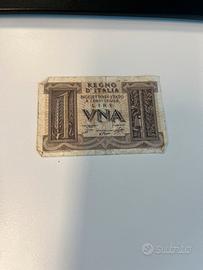 REGNO
D'ITALIA
BIGLIETTO DI STATO
A CORSO LEGALE
LIRE
VNA
subito